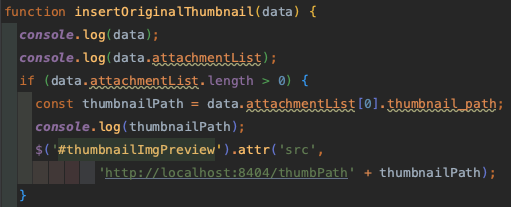 function insertOriginalThumbnail(data) {
  console.log(data);
  console.log(data.attachmentList);
  if (data.attachmentList.length > 0) {
    const thumbnailPath = data.attachmentList[0].thumbnail_path;
    console.log(thumbnailPath);
    $('#thumbnailImgPreview').attr('src',
            'http://localhost:8404/thumbPath' + thumbnailPath);
  }